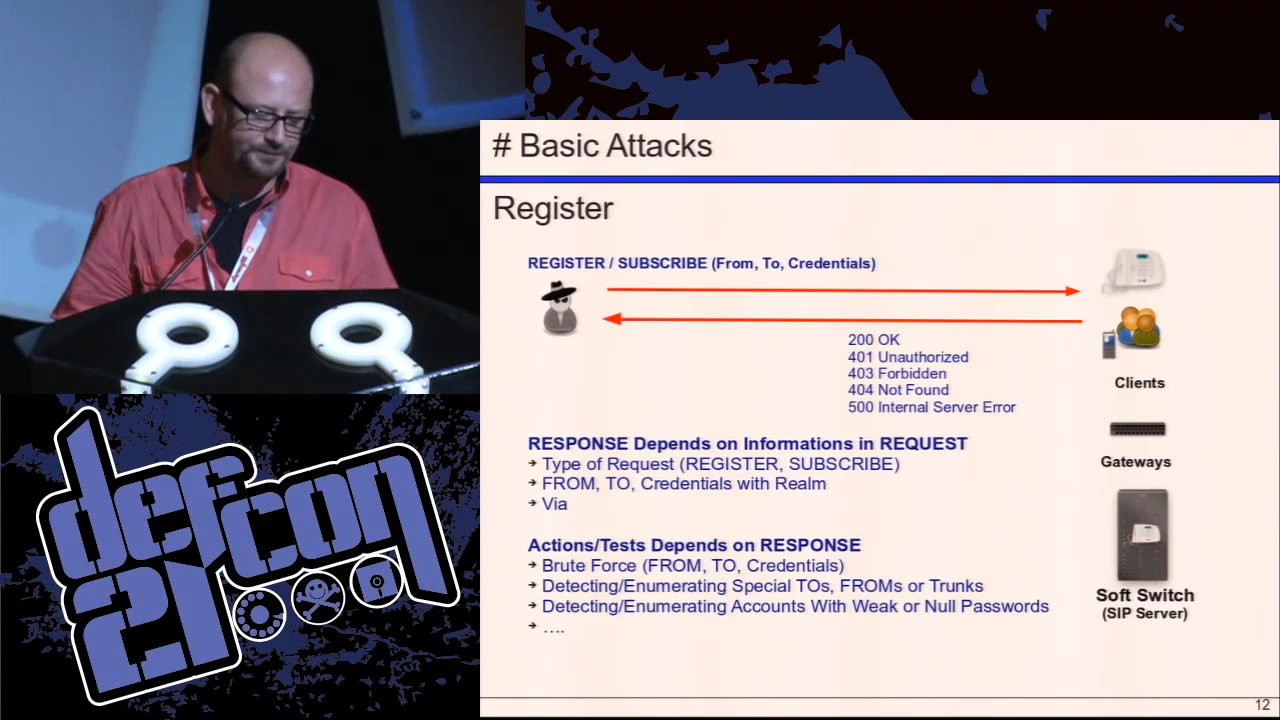 # Basic Attacks
Register
REGISTER / SUBSCRIBE (From, To, Credentials)
200 OK
401 Unauthorized
403 Forbidden
404 Not Found
500 Internal Server Error
Clients
Gateways
Soft Switch
(SIP Server)
RESPONSE Depends on Informations in REQUEST
Type of Request (REGISTER, SUBSCRIBE)
FROM, TO, Credentials with Realm
Via
Actions/Tests Depends on RESPONSE
Brute Force (FROM, TO, Credentials)
Detecting/Enumerating Special TOs, FROMs or Trunks
Detecting/Enumerating Accounts With Weak or Null Passwords
....
12
defcon
21